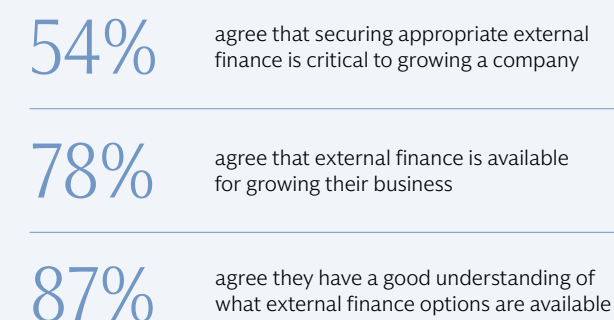 54%
agree that securing appropriate external
finance is critical to growing a company
78%
agree that external finance is available
for growing their business
87%
agree they have a good understanding of
what external finance options are available